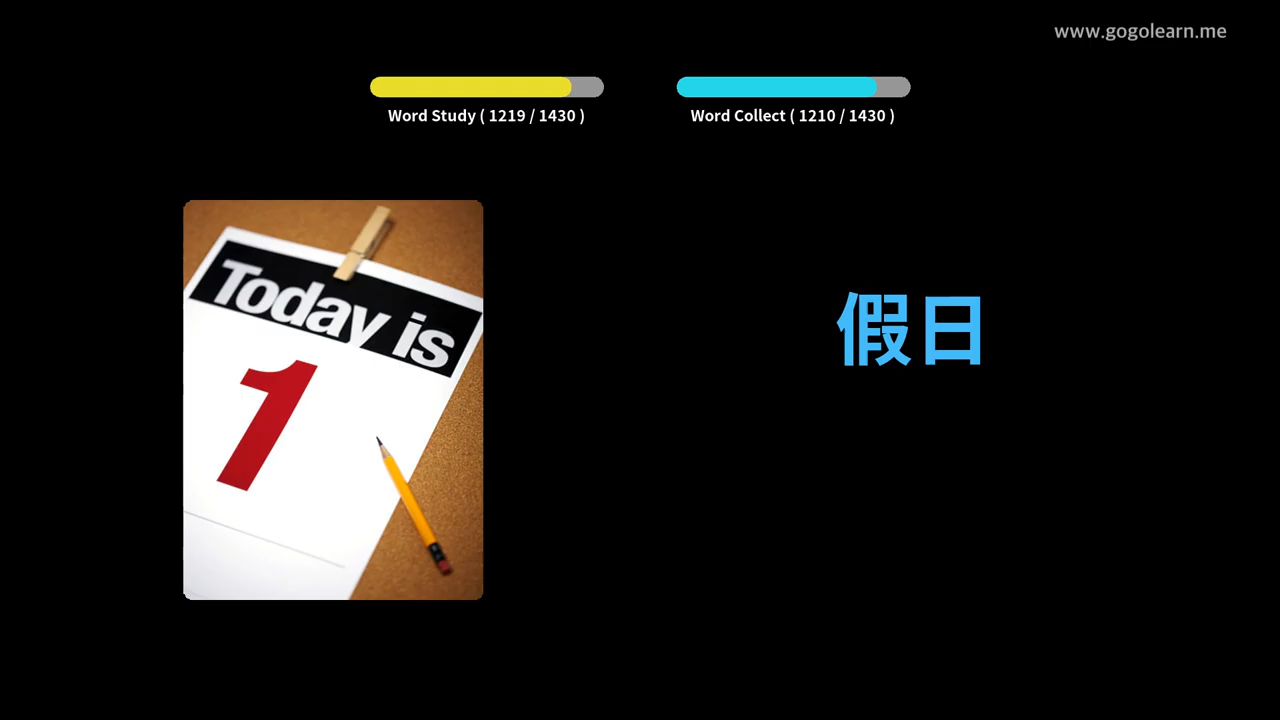 www.gogolearn.me
Word Study ( 1219 / 1430 )
Word Collect ( 1210 / 1430 )
Today is
1
假日